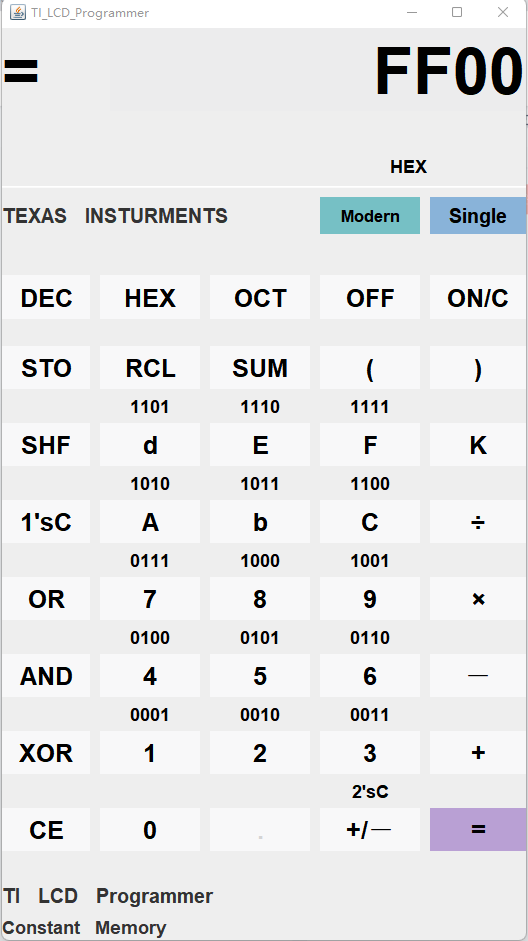 TI_LCD_Programmer
= FF00
HEX
TEXAS INSTURMENTS Modern Single
DEC HEX OCT OFF ON/C
STO RCL SUM ( )
1101 1110 1111
SHF d E F K
1010 1011 1100
1'sC A b C ÷
0111 1000 1001
OR 7 8 9 ×
0100 0101 0110
AND 4 5 6 —
0001 0010 0011
XOR 1 2 3 +
2'sC
CE 0 . +/— =
TI LCD Programmer
Constant Memory